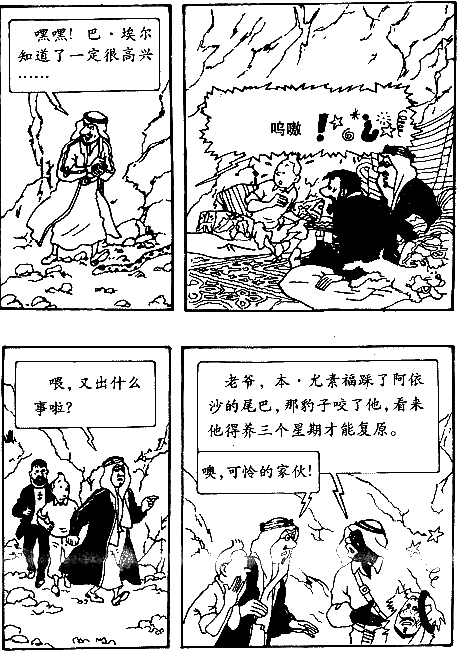 嘿嘿！巴·埃尔
知道了一定很高兴
……
呜嗷
喂，又出什么
事啦？
老爷，本·尤素福踩了阿依
沙的尾巴，那豹子咬了他，看来
他得养三个星期才能复原。
噢，可怜的家伙！